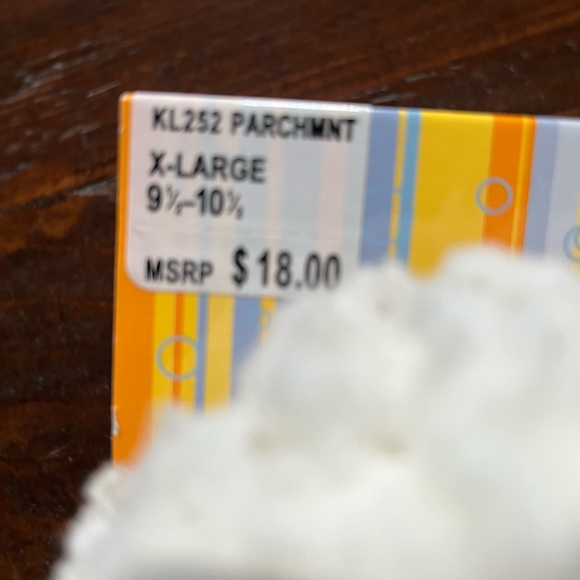 KL252 PARCHMNT
X-LARGE
9½–10½
MSRP $18.00